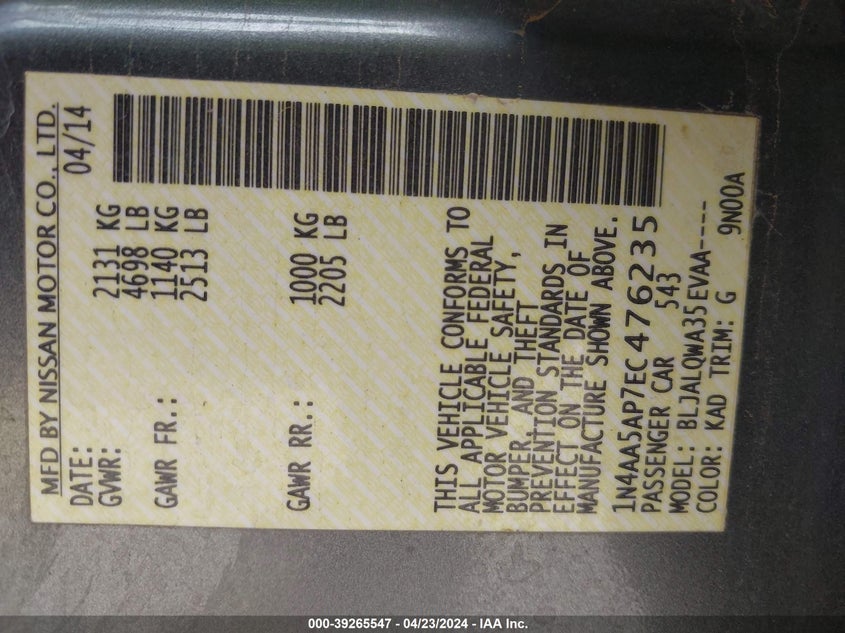 MFD BY NISSAN MOTOR CO., LTD.
DATE: 04/14
GVWR: 2131 KG
4698 LB
GAWR FR.: 1140 KG
2513 LB
GAWR RR.: 1000 KG
2205 LB
THIS VEHICLE CONFORMS TO
ALL APPLICABLE FEDERAL
MOTOR VEHICLE SAFETY,
BUMPER, AND THEFT
PREVENTION STANDARDS IN
EFFECT ON THE DATE OF
MANUFACTURE SHOWN ABOVE.
1N4AA5AP7EC476235
PASSENGER CAR 543
MODEL: BLJALQWA35EVAA----
COLOR: KAD TRIM: G 9N00A
000-39265547 - 04/23/2024 - IAA Inc.